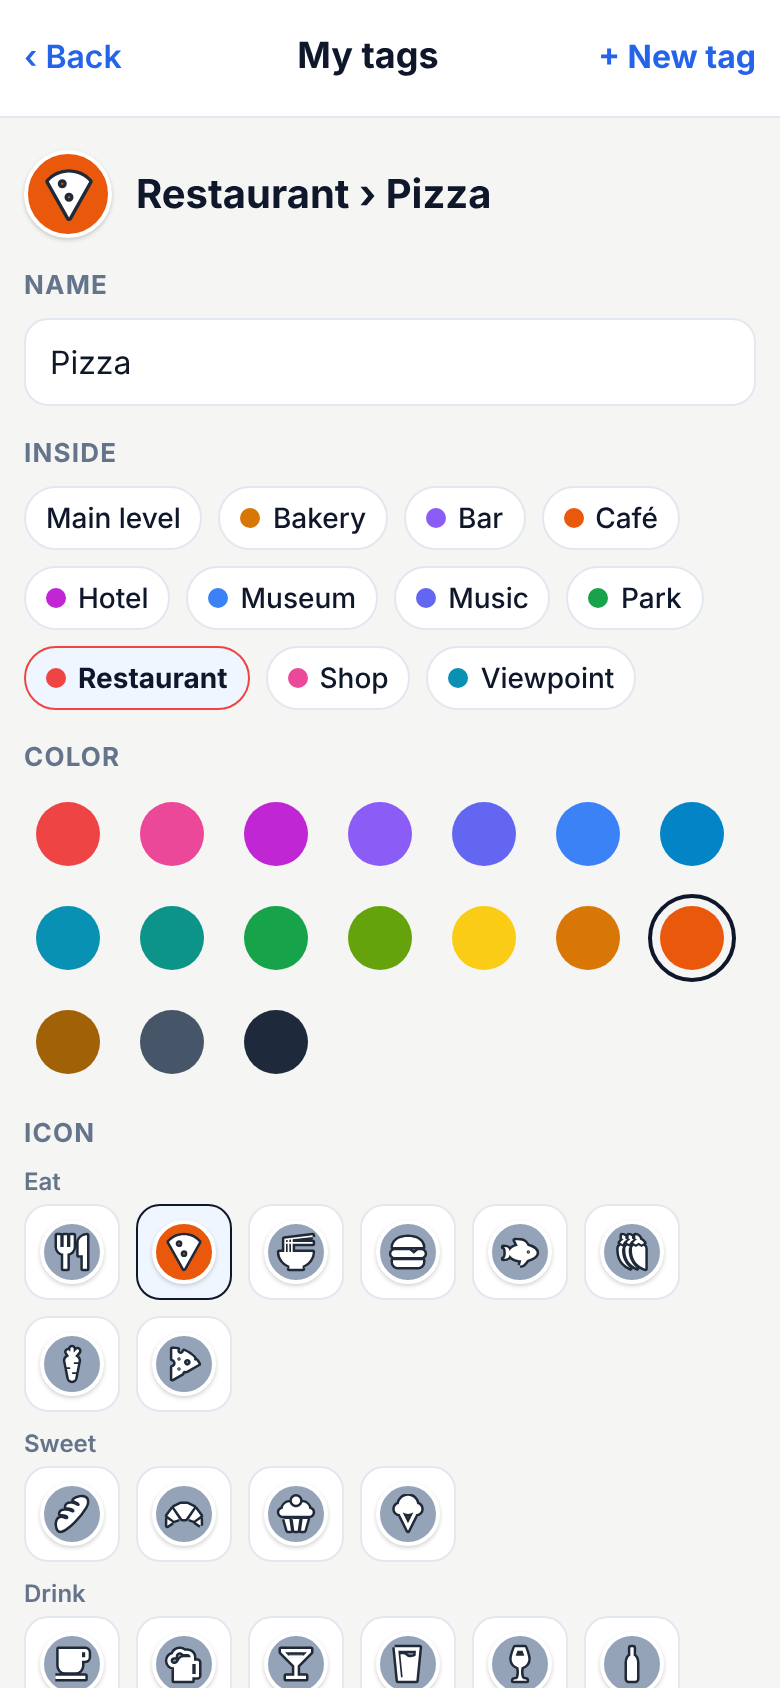 ‹ Back
My tags
+ New tag
Restaurant › Pizza
NAME
Pizza
INSIDE
Main level
Bakery
Bar
Café
Hotel
Museum
Music
Park
Restaurant
Shop
Viewpoint
COLOR
ICON
Eat
Sweet
Drink